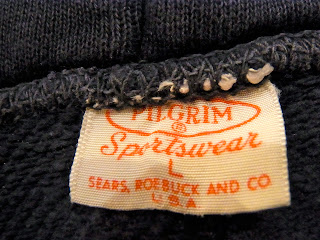 PILGRIM
Sportswear
L
SEARS, ROEBUCK AND CO
U.S.A